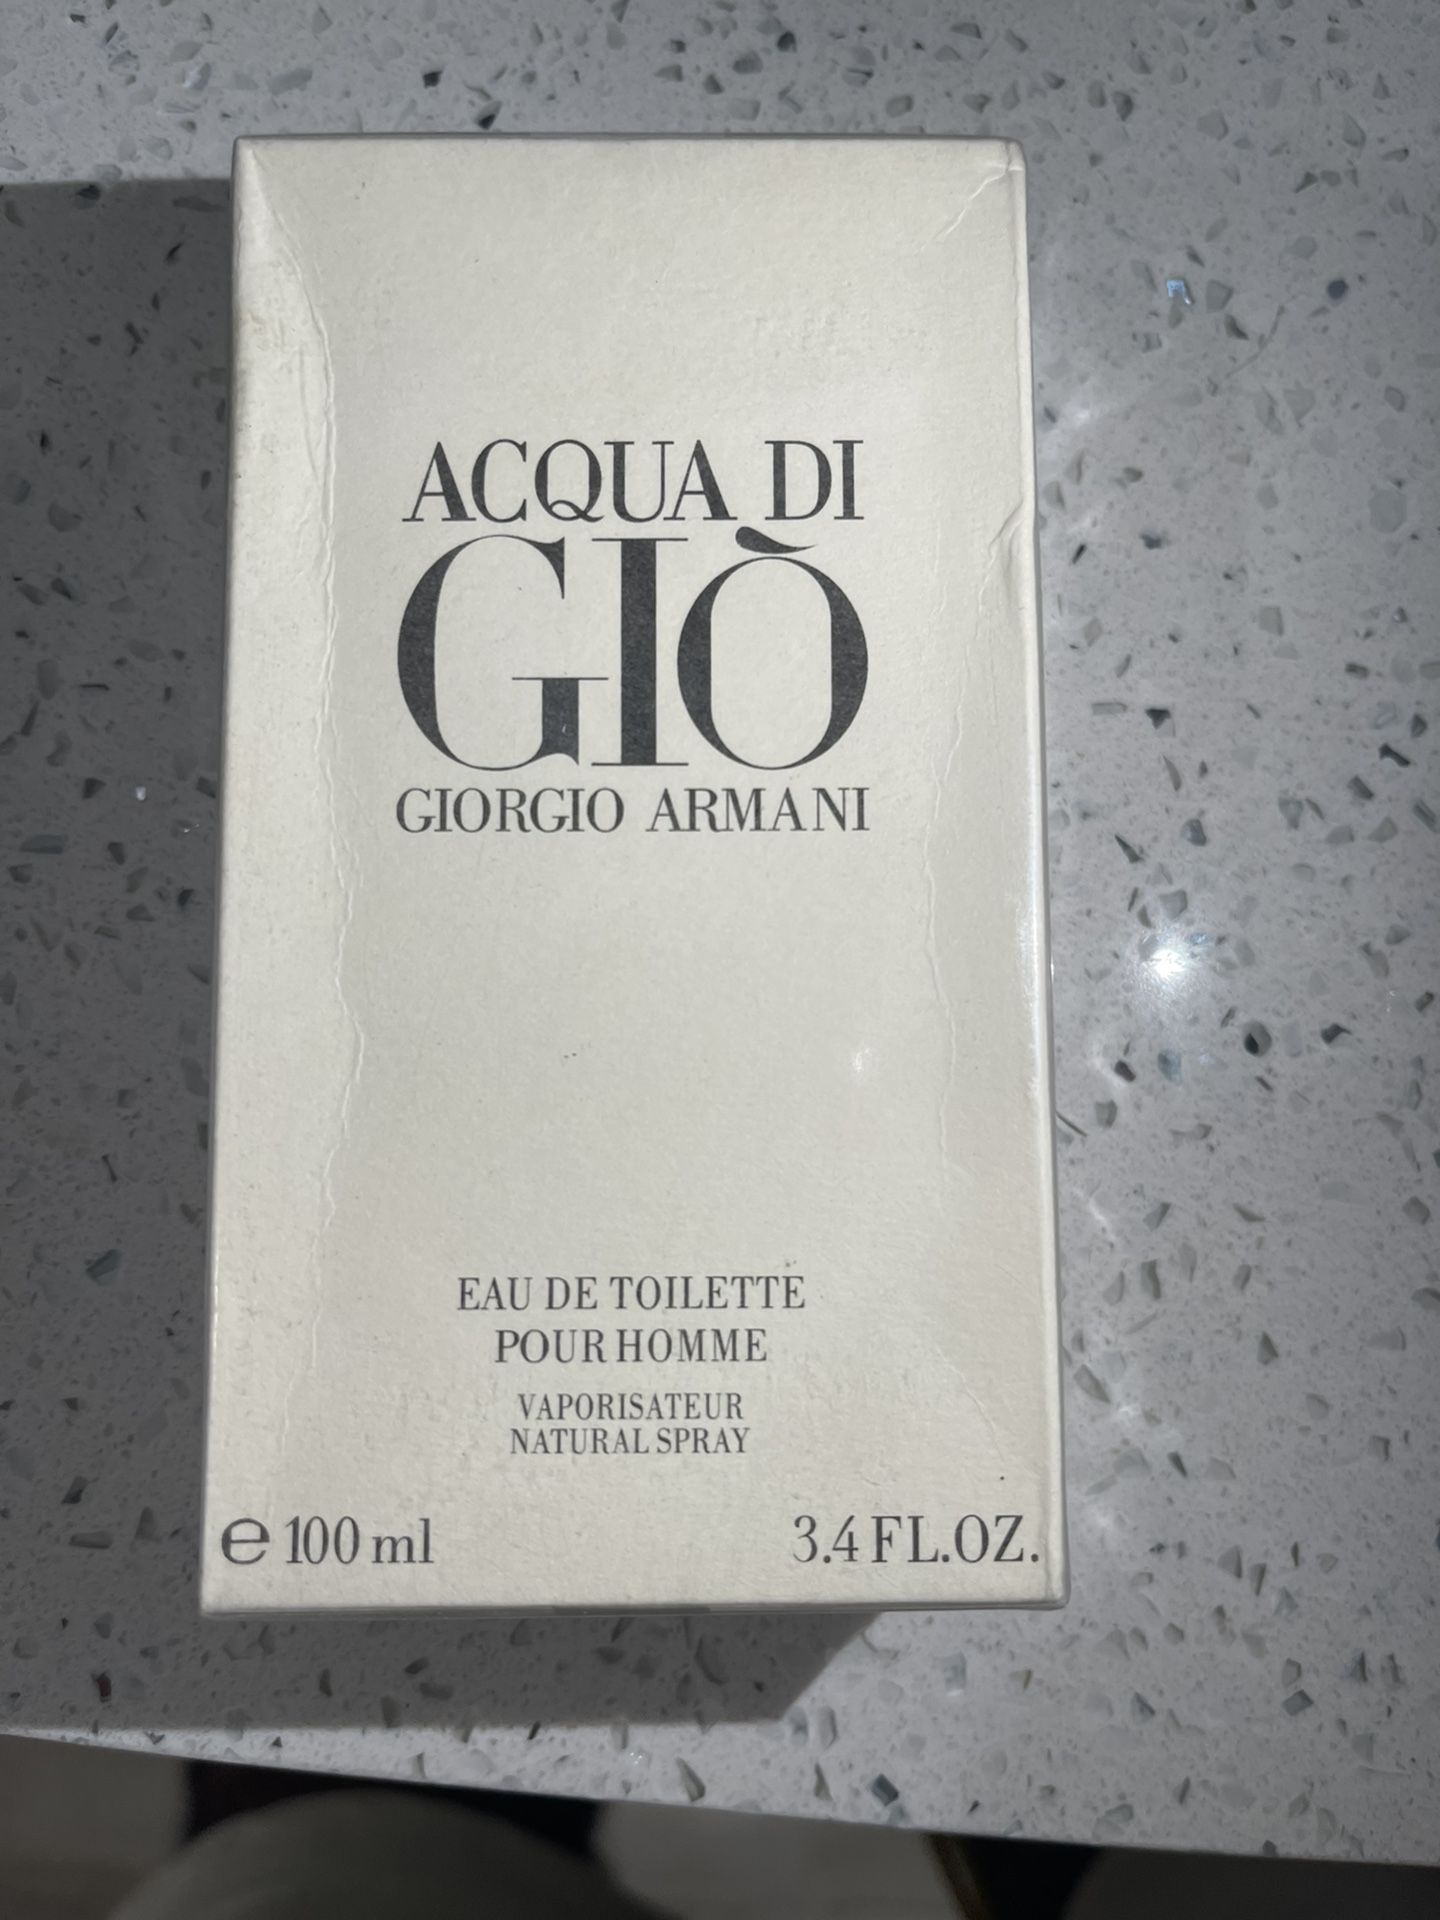 ACQUA DI
GIÒ
GIORGIO ARMANI
EAU DE TOILETTE
POUR HOMME
VAPORISATEUR
NATURAL SPRAY
℮ 100 ml 3.4 FL.OZ.